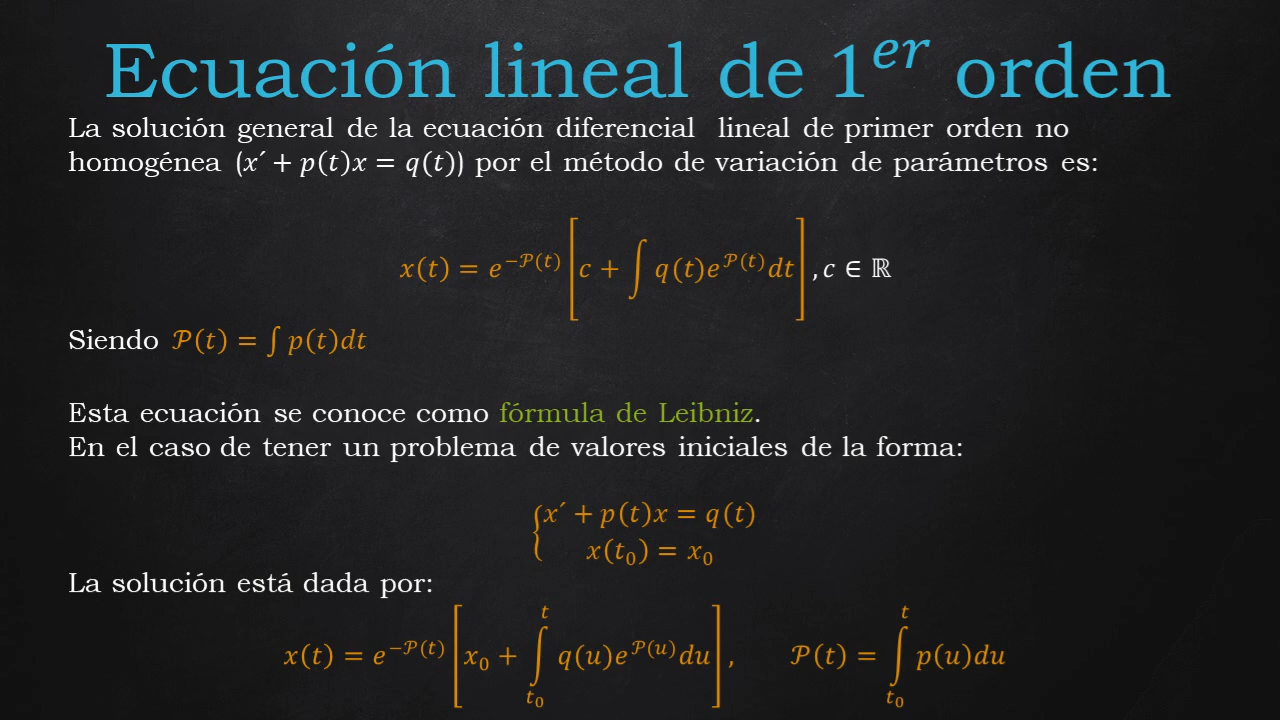 Ecuación lineal de 1^{er} orden
La solución general de la ecuación diferencial lineal de primer orden no
homogénea (x´ + p(t)x = q(t)) por el método de variación de parámetros es:
x(t) = e^{−𝒫(t)} [c + ∫ q(t)e^{𝒫(t)}dt] , c ∈ ℝ
Siendo 𝒫(t) = ∫ p(t)dt
Esta ecuación se conoce como fórmula de Leibniz.
En el caso de tener un problema de valores iniciales de la forma:
{x´ + p(t)x = q(t)
x(t_0) = x_0
La solución está dada por:
x(t) = e^{−𝒫(t)} [x_0 + ∫_{t_0}^{t} q(u)e^{𝒫(u)}du] , 𝒫(t) = ∫_{t_0}^{t} p(u)du